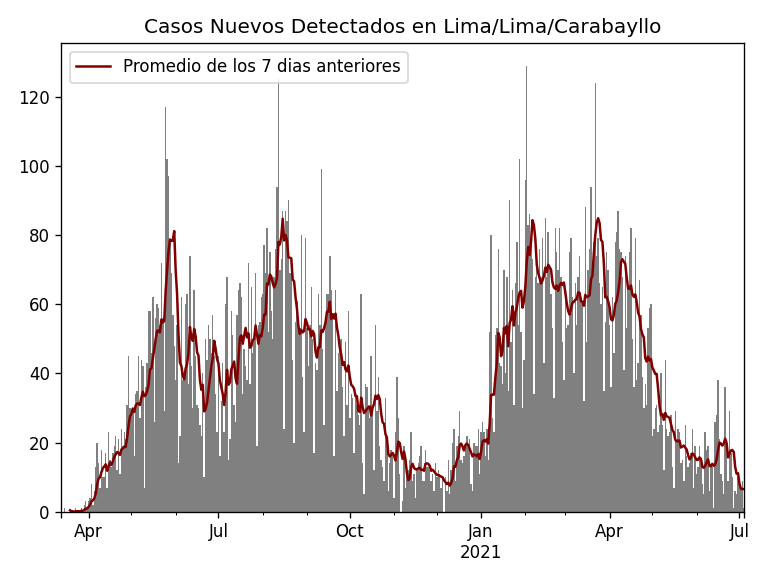 Casos Nuevos Detectados en Lima/Lima/Carabayllo
Promedio de los 7 dias anteriores
120
100
80
60
40
20
0
Apr Jul Oct Jan Apr Jul
2021